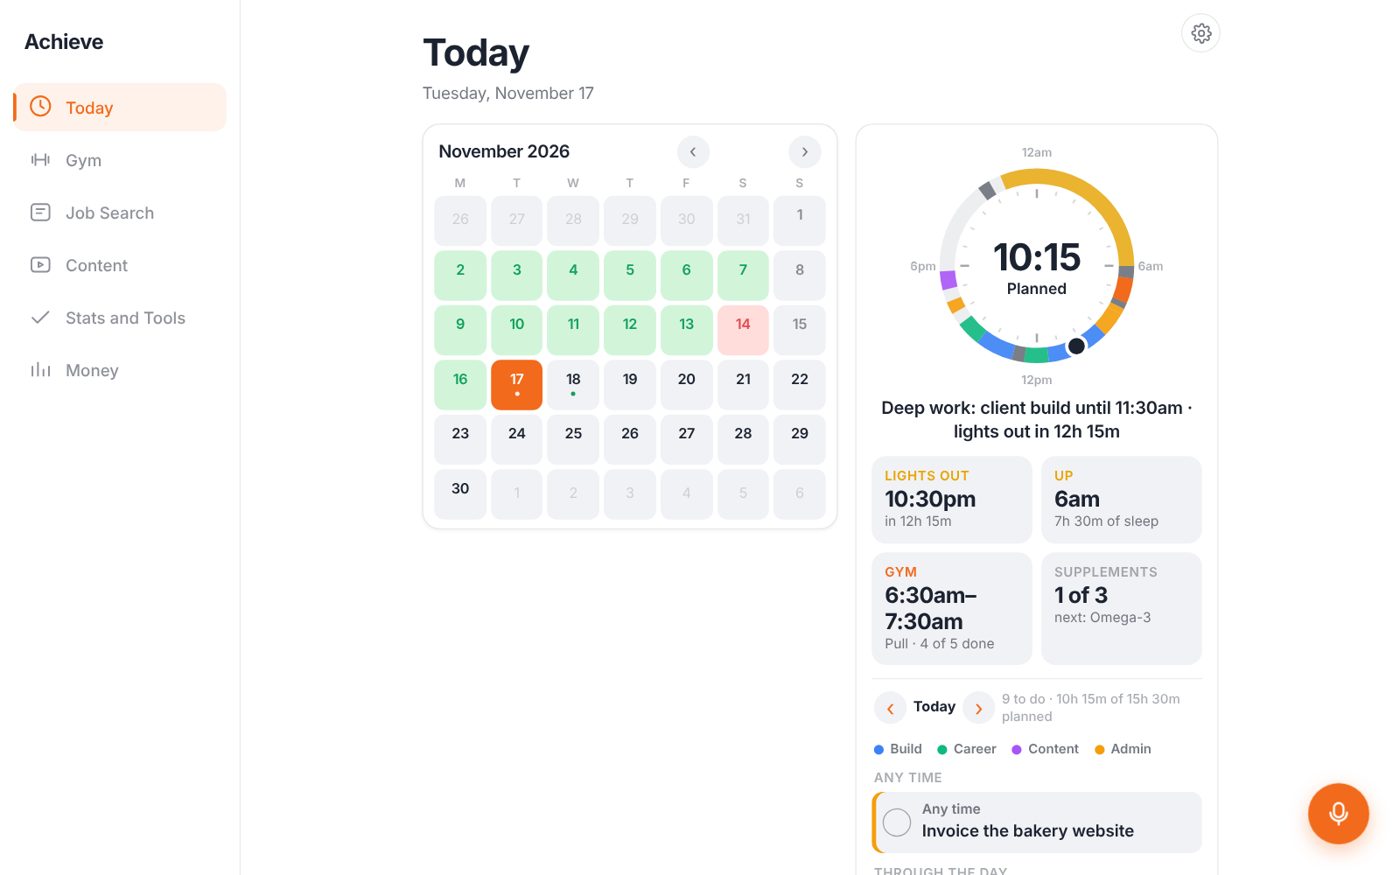 Achieve
Today
Gym
Job Search
Content
Stats and Tools
Money
Today
Tuesday, November 17
November 2026
M T W T F S S
26 27 28 29 30 31 1
2 3 4 5 6 7 8
9 10 11 12 13 14 15
16 17 18 19 20 21 22
23 24 25 26 27 28 29
30 1 2 3 4 5 6
12am
6pm
10:15
6am
Planned
12pm
Deep work: client build until 11:30am ·
lights out in 12h 15m
LIGHTS OUT
10:30pm
in 12h 15m
UP
6am
7h 30m of sleep
GYM
6:30am–
7:30am
Pull · 4 of 5 done
SUPPLEMENTS
1 of 3
next: Omega-3
Today
9 to do · 10h 15m of 15h 30m
planned
Build Career Content Admin
ANY TIME
Any time
Invoice the bakery website
THROUGH THE DAY